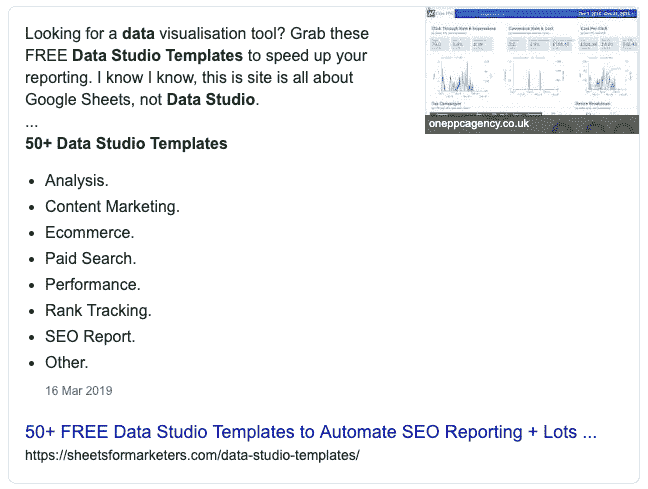 Looking for a data visualisation tool? Grab these
FREE Data Studio Templates to speed up your
reporting. I know I know, this is site is all about
Google Sheets, not Data Studio.
...
50+ Data Studio Templates
• Analysis.
• Content Marketing.
• Ecommerce.
• Paid Search.
• Performance.
• Rank Tracking.
• SEO Report.
• Other.
16 Mar 2019
oneppcagency.co.uk
50+ FREE Data Studio Templates to Automate SEO Reporting + Lots ...
https://sheetsformarketers.com/data-studio-templates/